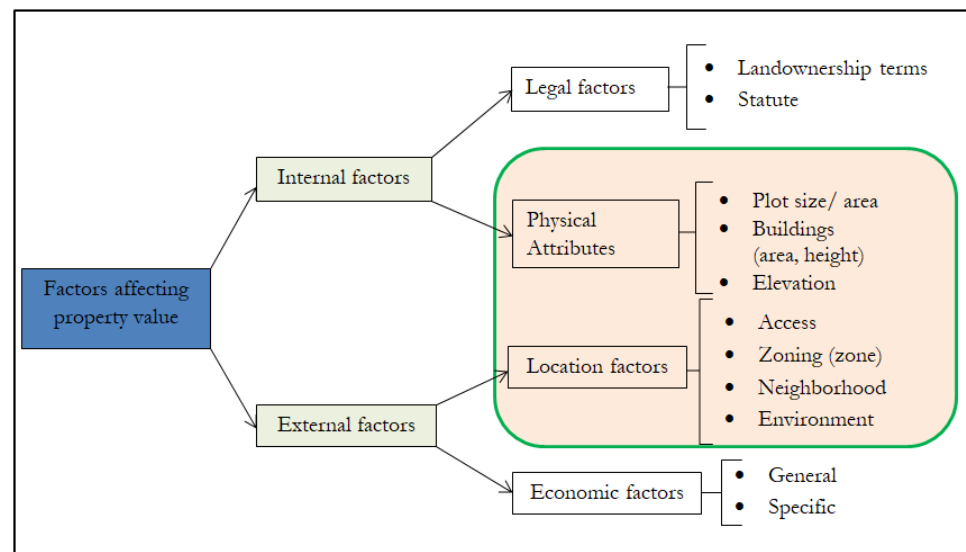 Factors affecting
property value
Internal factors
External factors
Legal factors
Landownership terms
Statute
Physical
Attributes
Plot size/ area
Buildings
(area, height)
Elevation
Location factors
Access
Zoning (zone)
Neighborhood
Environment
Economic factors
General
Specific